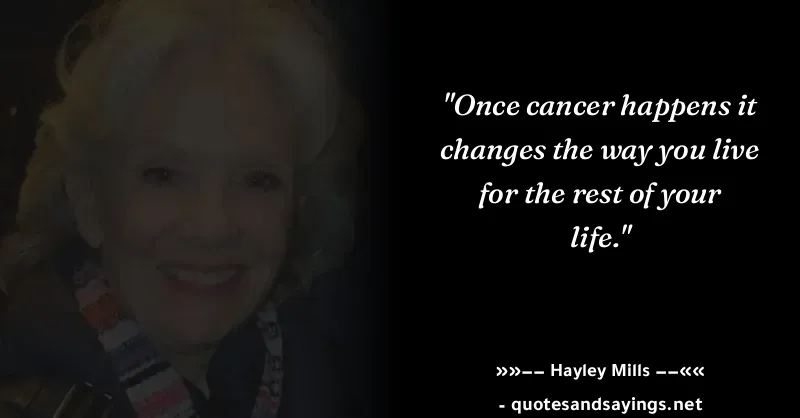 "Once cancer happens it
changes the way you live
for the rest of your
life."
»»–– Hayley Mills ––««
- quotesandsayings.net